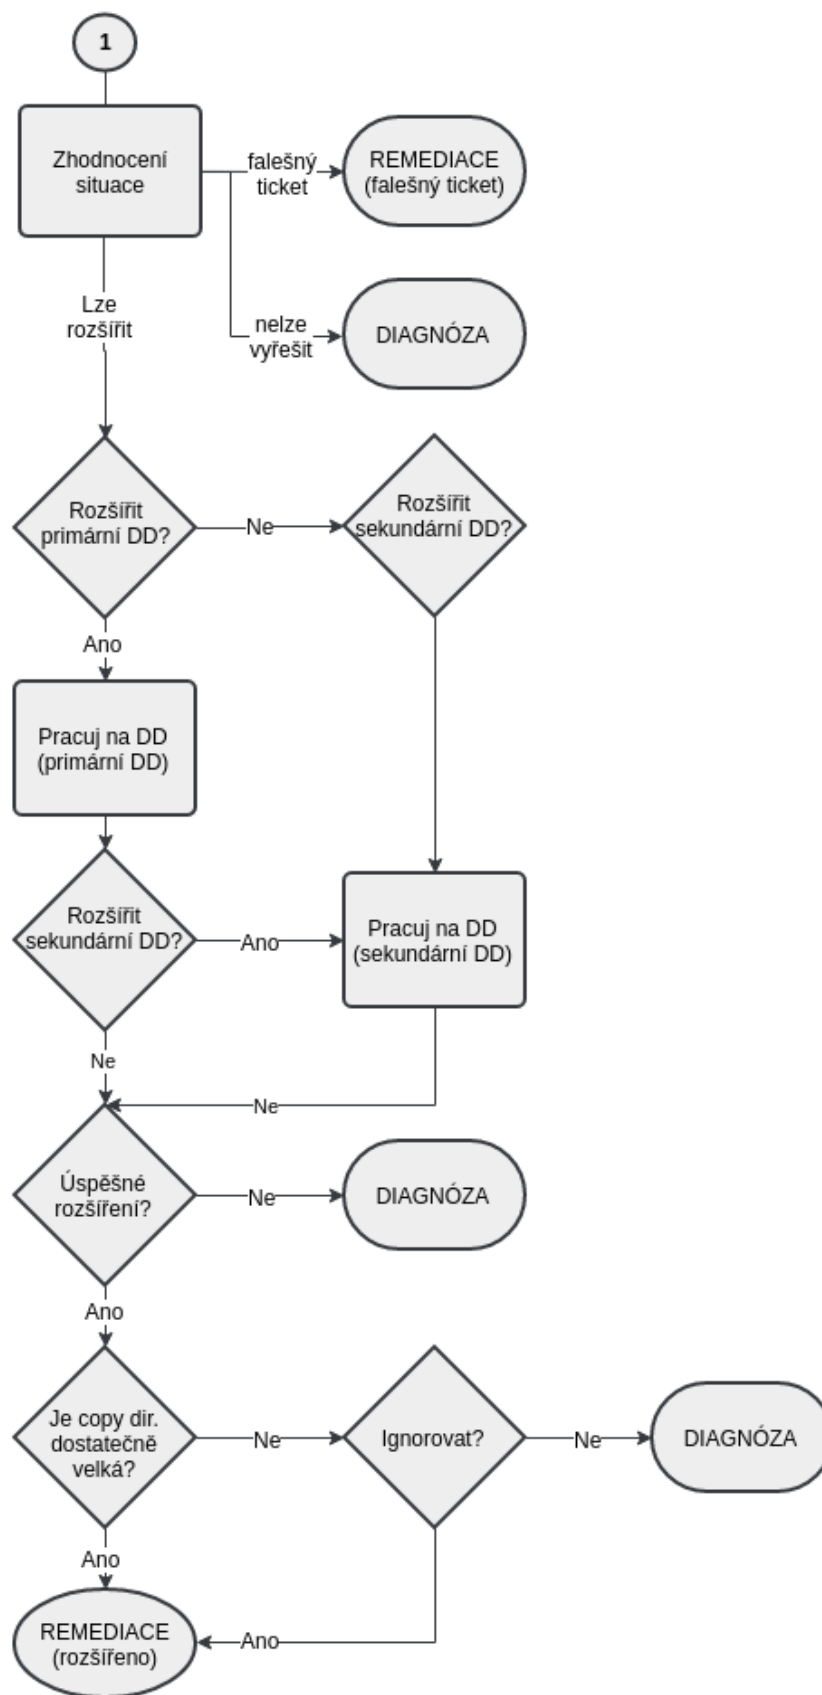 1
Zhodnocení
situace
falešný
ticket
REMEDIACE
(falešný ticket)
Lze
rozšířit
nelze
vyřešit
DIAGNÓZA
Rozšířit
primární DD?
Ne
Rozšířit
sekundární DD?
Ano
Pracuj na DD
(primární DD)
Rozšířit
sekundární DD?
Ano
Pracuj na DD
(sekundární DD)
Ne
Ne
Úspěšné
rozšíření?
Ne
DIAGNÓZA
Ano
Je copy dir.
dostatečně
velká?
Ne
Ignorovat?
Ne
DIAGNÓZA
Ano
REMEDIACE
(rozšířeno)
Ano